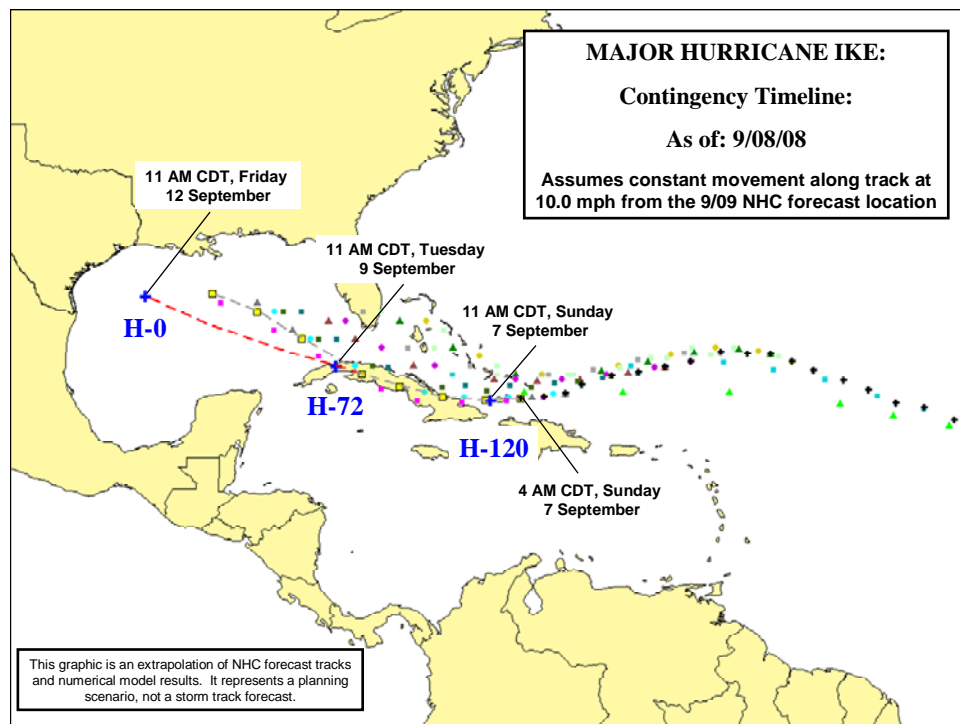 MAJOR HURRICANE IKE:
Contingency Timeline:
As of: 9/08/08
Assumes constant movement along track at
10.0 mph from the 9/09 NHC forecast location
11 AM CDT, Friday
12 September
11 AM CDT, Tuesday
9 September
11 AM CDT, Sunday
7 September
H-0
H-72
H-120
4 AM CDT, Sunday
7 September
This graphic is an extrapolation of NHC forecast tracks
and numerical model results. It represents a planning
scenario, not a storm track forecast.